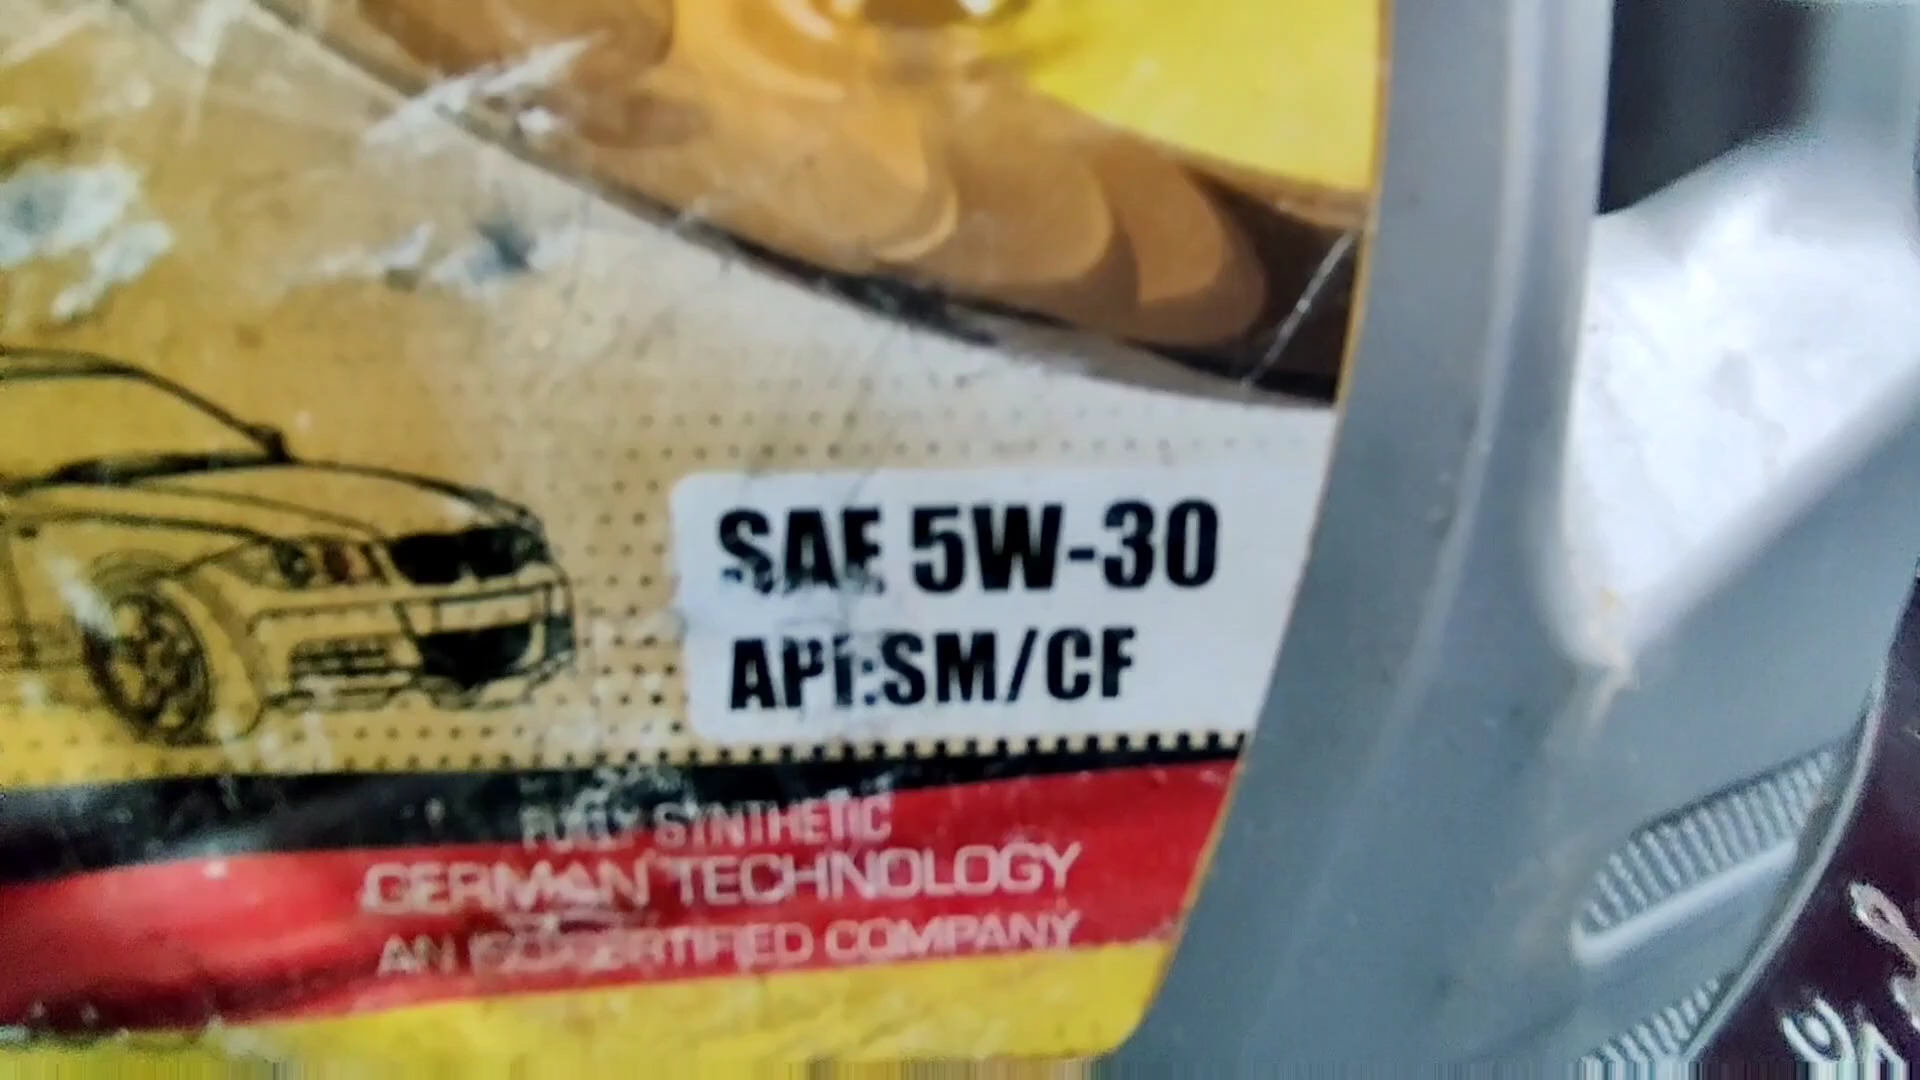 SAE 5W-30
API:SM/CF
FULLY SYNTHETIC
GERMAN TECHNOLOGY
AN ISO CERTIFIED COMPANY